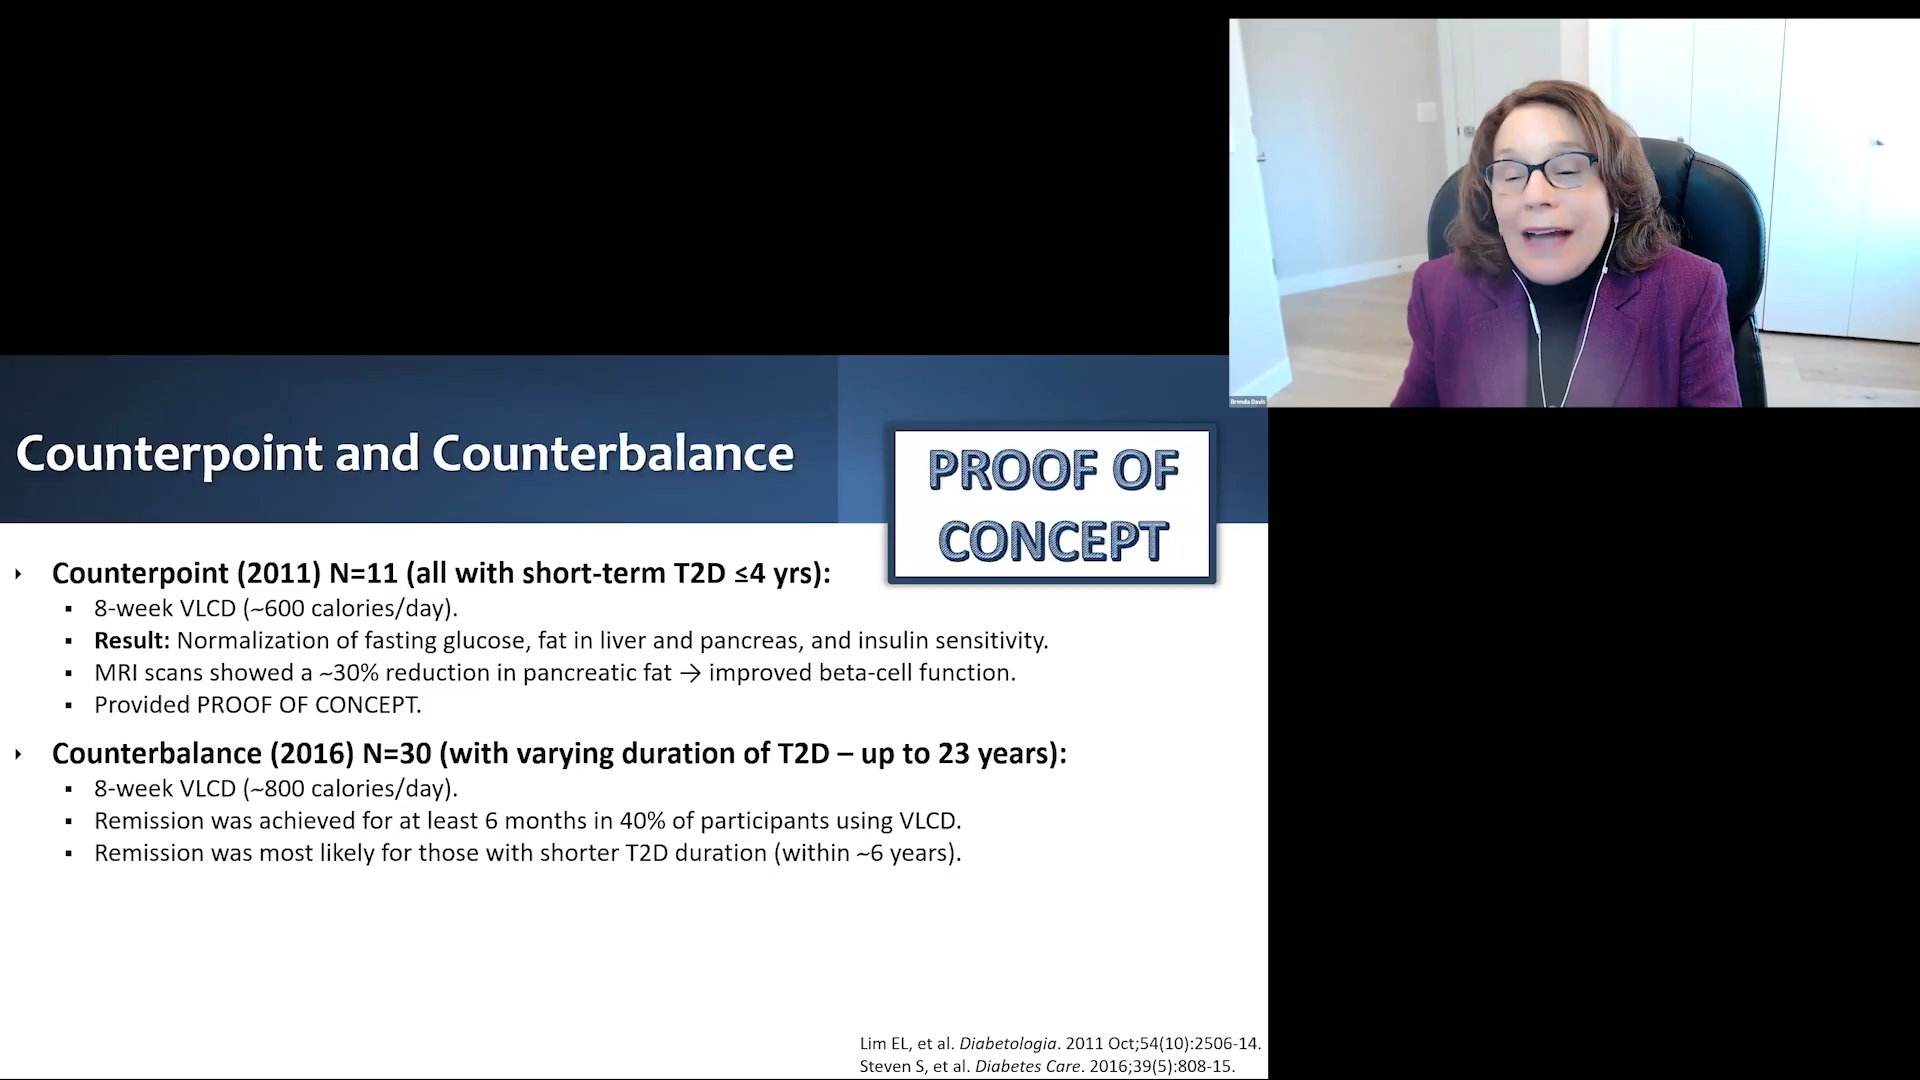 Brenda Davis
Counterpoint and Counterbalance
PROOF OF
CONCEPT
‣ Counterpoint (2011) N=11 (all with short-term T2D ≤4 yrs):
▪ 8-week VLCD (~600 calories/day).
▪ Result: Normalization of fasting glucose, fat in liver and pancreas, and insulin sensitivity.
▪ MRI scans showed a ~30% reduction in pancreatic fat → improved beta-cell function.
▪ Provided PROOF OF CONCEPT.
‣ Counterbalance (2016) N=30 (with varying duration of T2D – up to 23 years):
▪ 8-week VLCD (~800 calories/day).
▪ Remission was achieved for at least 6 months in 40% of participants using VLCD.
▪ Remission was most likely for those with shorter T2D duration (within ~6 years).
Lim EL, et al. Diabetologia. 2011 Oct;54(10):2506-14.
Steven S, et al. Diabetes Care. 2016;39(5):808-15.